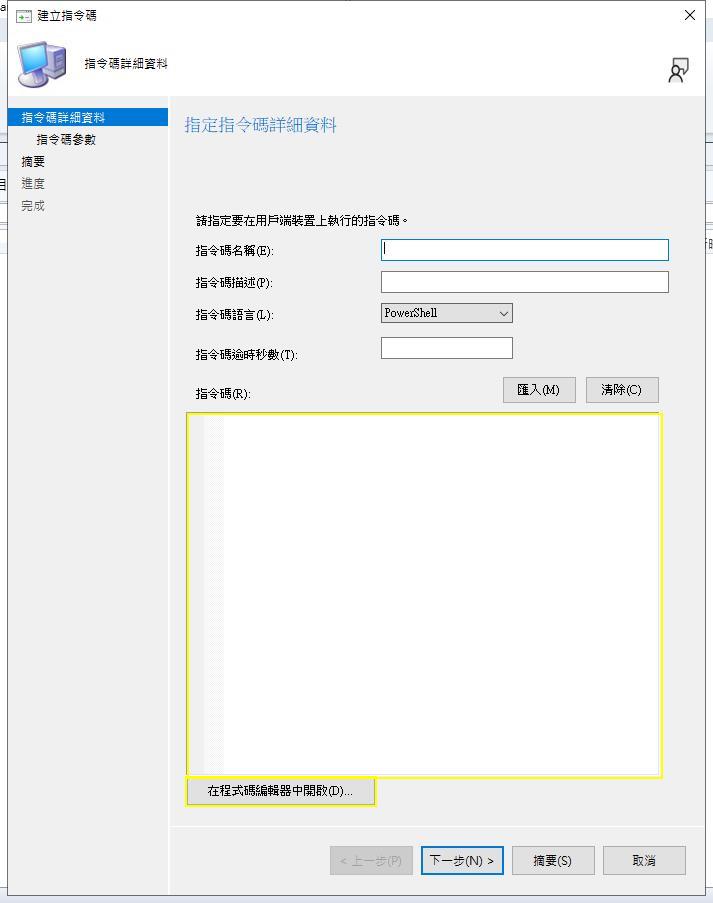 建立指令碼
指令碼詳細資料
指令碼詳細資料
指令碼參數
摘要
進度
完成
指定指令碼詳細資料
請指定要在用戶端裝置上執行的指令碼。
指令碼名稱(E):
指令碼描述(P):
指令碼語言(L): PowerShell
指令碼逾時秒數(T):
指令碼(R): 匯入(M) 清除(C)
在程式碼編輯器中開啟(D)...
< 上一步(P) 下一步(N) > 摘要(S) 取消